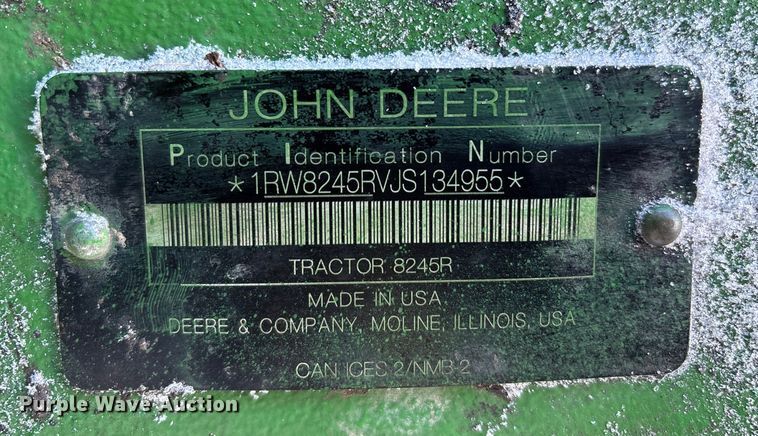 JOHN DEERE
Product Identification Number
*1RW8245RVJS134955*
TRACTOR 8245R
MADE IN USA
DEERE & COMPANY, MOLINE, ILLINOIS, USA
CAN ICES-2/NMB-2
Purple Wave Auction